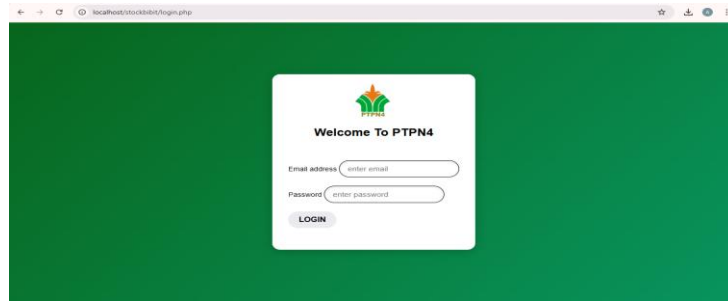 localhost/stockbibit/login.php
PTPN4
Welcome To PTPN4
Email address enter email
Password enter password
LOGIN